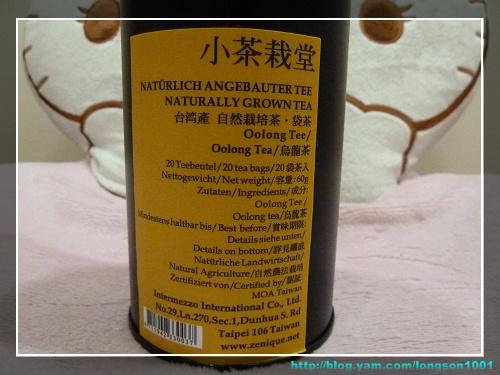 小茶栽堂
NATÜRLICH ANGEBAUTER TEE
NATURALLY GROWN TEA
台湾產 自然栽培茶・袋茶
Oolong Tee/
Oolong Tea/烏龍茶
20 Teebeutel/20 tea bags/20袋茶入
Nettogewicht/Net weight/容量:60g
Zutaten/Ingredients/成分:
Oolong Tee/
Oolong tea/烏龍茶
Mindestens haltbar bis/Best before/賞味期限:
Details siehe unten/
Details on bottom/詳見罐底
Natürliche Landwirtschaft/
Natural Agriculture/自然農法栽培
Zerifiziert von/Certified by/認証:
MOA Taiwan
Intermezzo International Co., Ltd.
No.29,Ln.270,Sec.1,Dunhua S. Rd
Taipei 106 Taiwan
www.zenique.net
http://blog.yam.com/longson1001